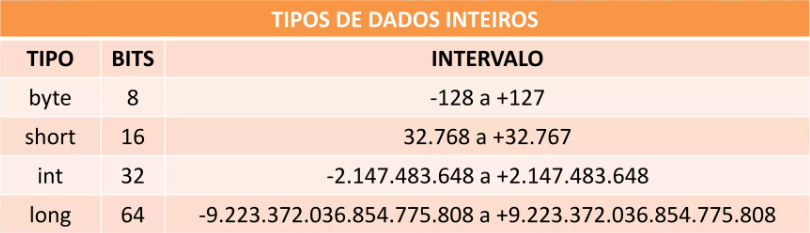 TIPOS DE DADOS INTEIROS
TIPO BITS INTERVALO
byte 8 -128 a +127
short 16 32.768 a +32.767
int 32 -2.147.483.648 a +2.147.483.648
long 64 -9.223.372.036.854.775.808 a +9.223.372.036.854.775.808